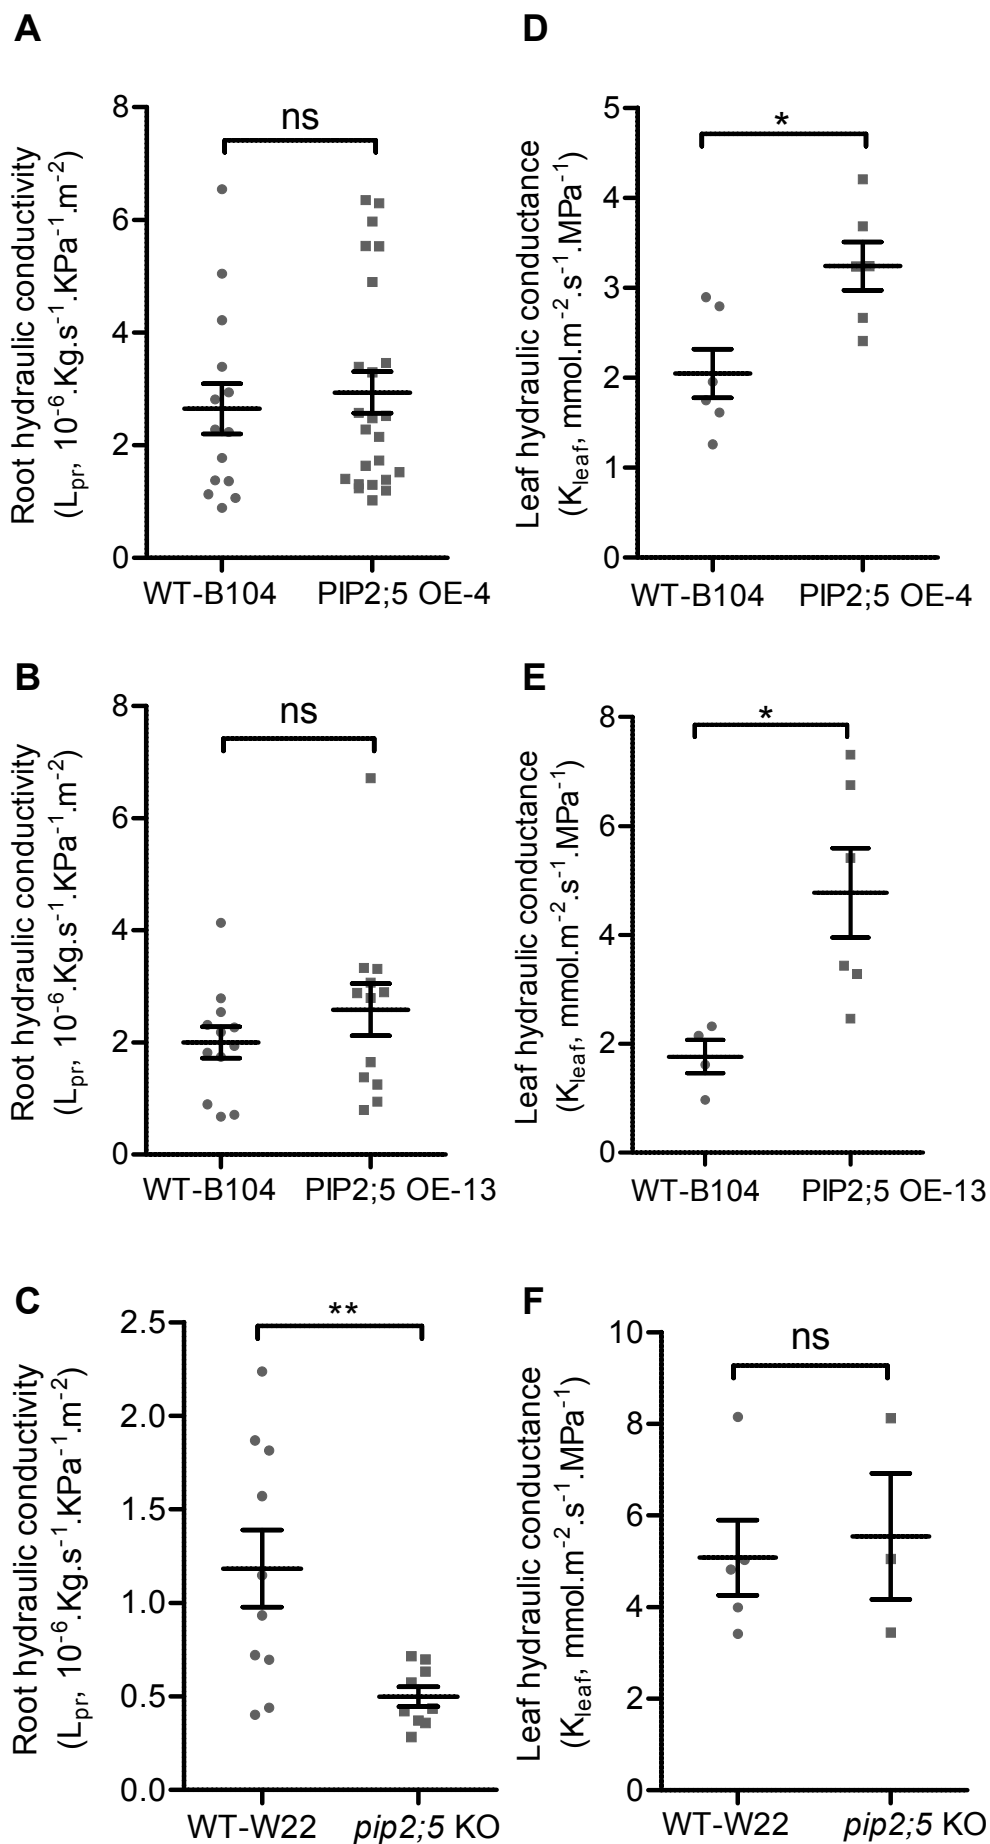 A
Root hydraulic conductivity
(Lpr, 10⁻⁶.Kg.s⁻¹.KPa⁻¹.m⁻²)
8
6
4
2
0
ns
WT-B104
PIP2;5 OE-4
D
Leaf hydraulic conductance
(Kleaf, mmol.m⁻².s⁻¹.MPa⁻¹)
5
4
3
2
1
0
*
WT-B104
PIP2;5 OE-4
B
Root hydraulic conductivity
(Lpr, 10⁻⁶.Kg.s⁻¹.KPa⁻¹.m⁻²)
8
6
4
2
0
ns
WT-B104
PIP2;5 OE-13
E
Leaf hydraulic conductance
(Kleaf, mmol.m⁻².s⁻¹.MPa⁻¹)
8
6
4
2
0
*
WT-B104
PIP2;5 OE-13
C
Root hydraulic conductivity
(Lpr, 10⁻⁶.Kg.s⁻¹.KPa⁻¹.m⁻²)
2.5
2.0
1.5
1.0
0.5
0.0
**
WT-W22
pip2;5 KO
F
Leaf hydraulic conductance
(Kleaf, mmol.m⁻².s⁻¹.MPa⁻¹)
10
8
6
4
2
0
ns
WT-W22
pip2;5 KO